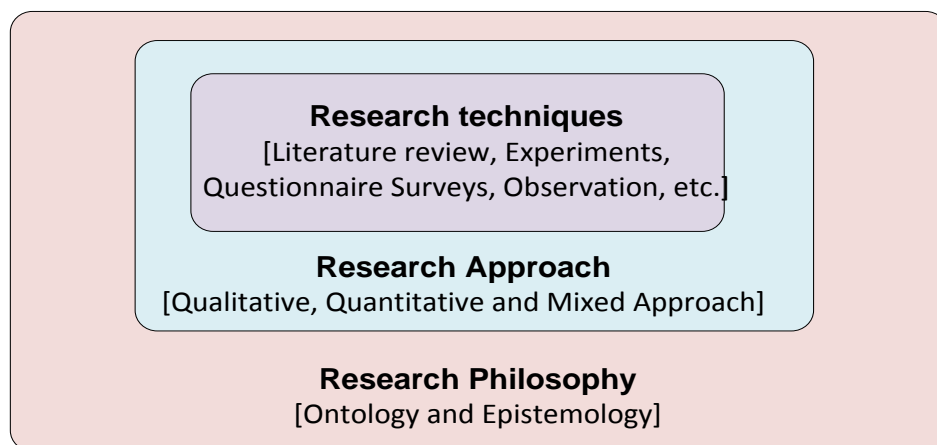 Research techniques
[Literature review, Experiments,
Questionnaire Surveys, Observation, etc.]
Research Approach
[Qualitative, Quantitative and Mixed Approach]
Research Philosophy
[Ontology and Epistemology]